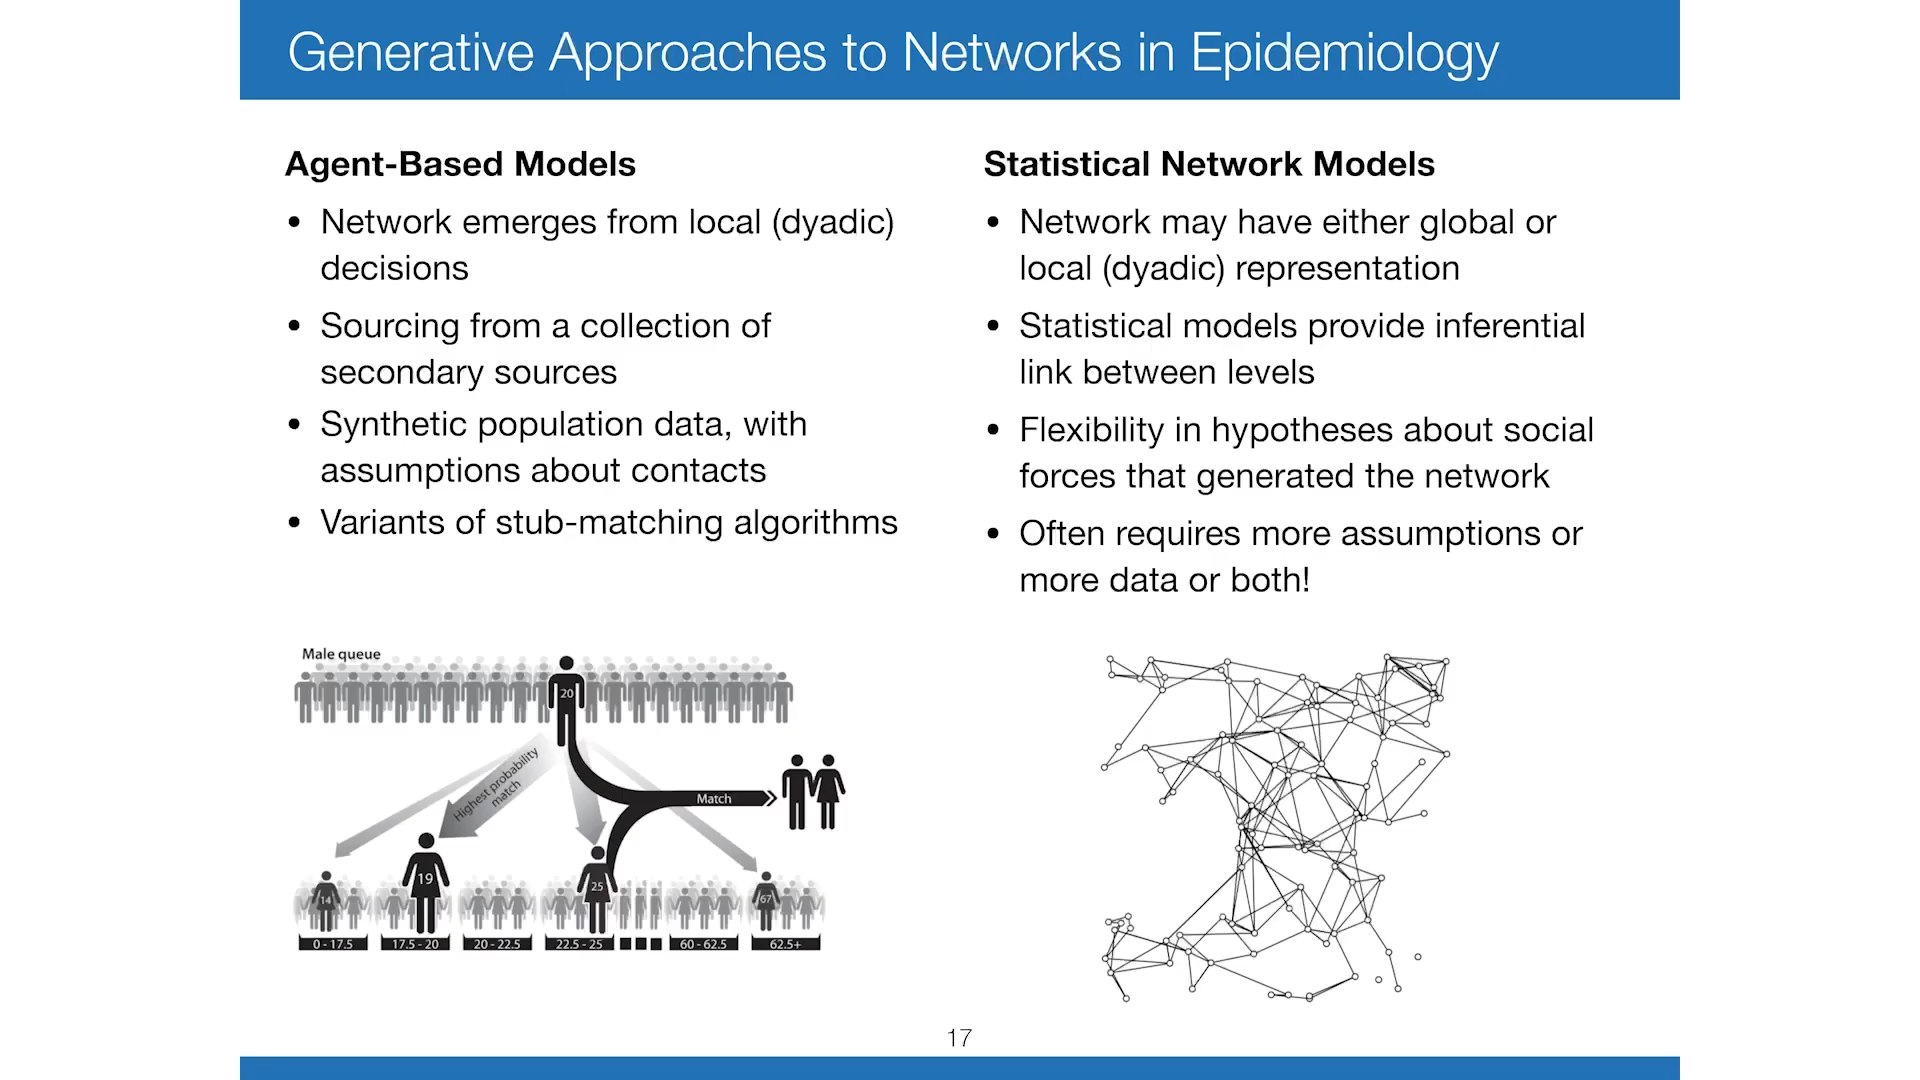 Generative Approaches to Networks in Epidemiology
Agent-Based Models
• Network emerges from local (dyadic)
decisions
• Sourcing from a collection of
secondary sources
• Synthetic population data, with
assumptions about contacts
• Variants of stub-matching algorithms
Statistical Network Models
• Network may have either global or
local (dyadic) representation
• Statistical models provide inferential
link between levels
• Flexibility in hypotheses about social
forces that generated the network
• Often requires more assumptions or
more data or both!
Male queue
20
Highest probability
match
Match
14
19
25
67
0 - 17.5
17.5 - 20
20 - 22.5
22.5 - 25
60 - 62.5
62.5+
17